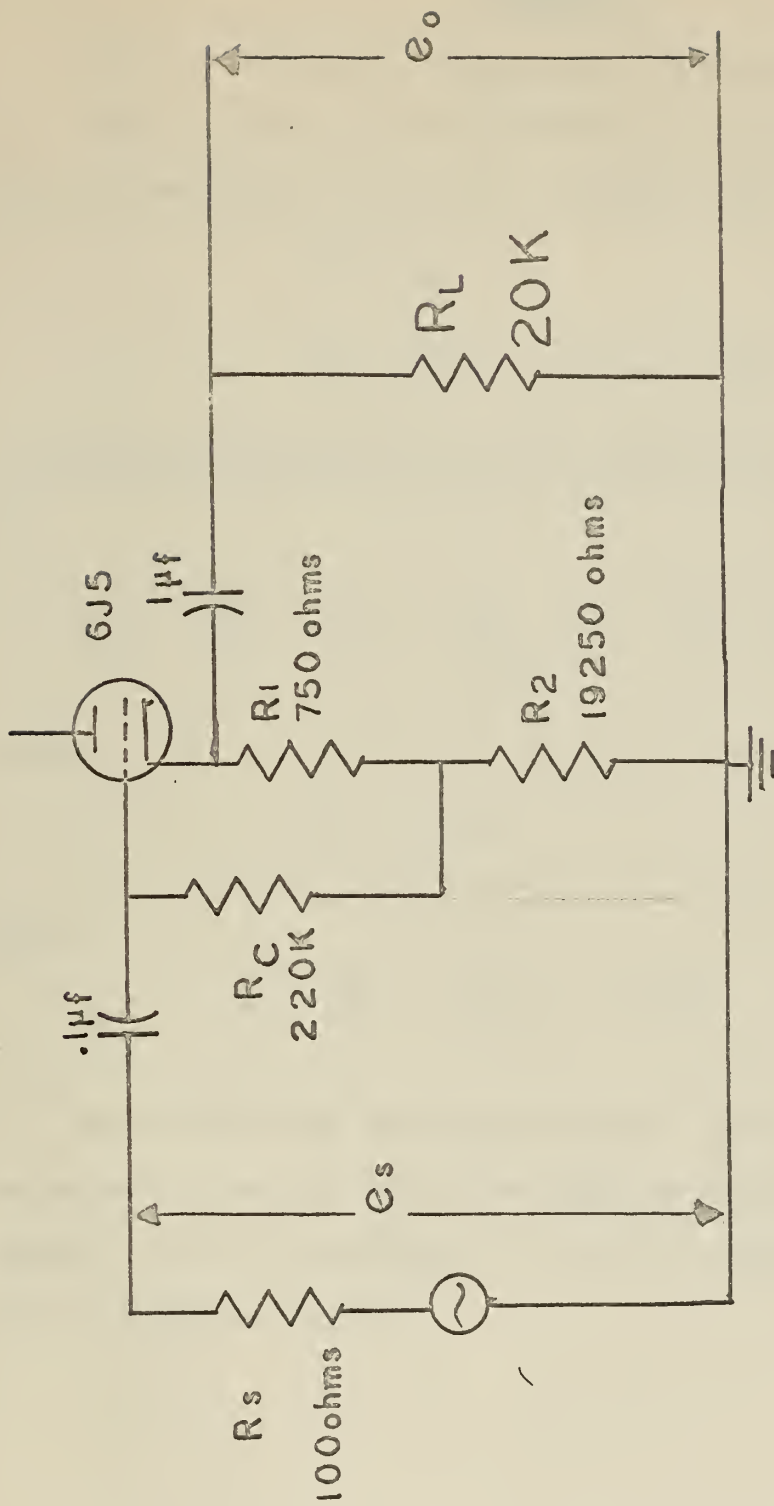 6J5
1µf
.1µf
R1
750 ohms
RC
220K
R2
19250 ohms
RL
20K
eo
es
Rs
100ohms